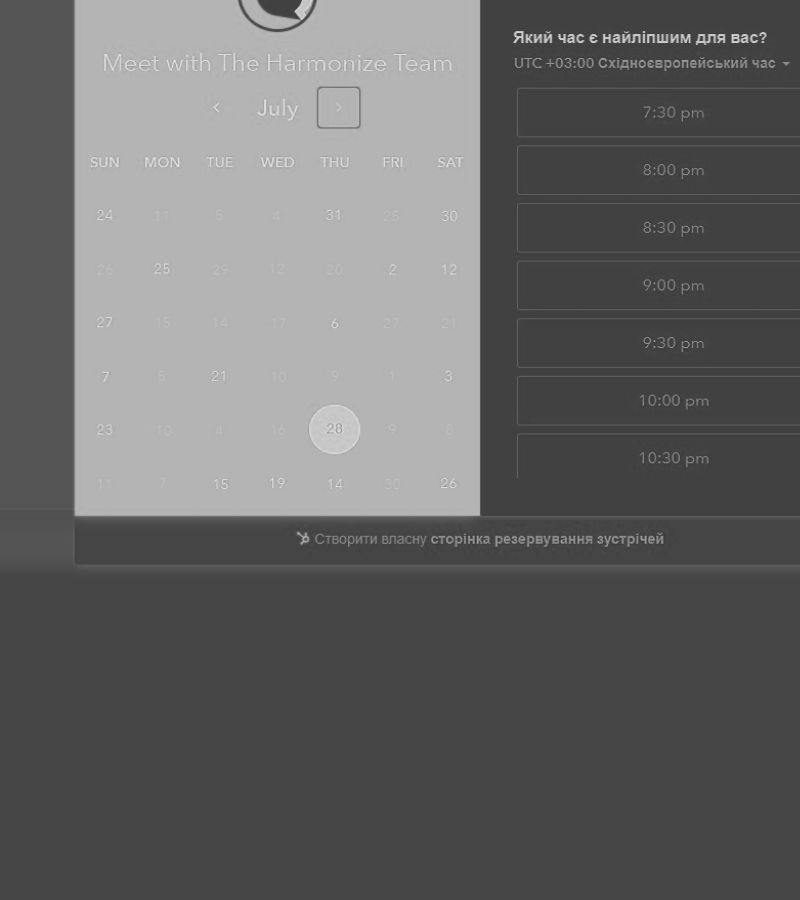 Meet with The Harmonize Team
July
SUN MON TUE WED THU FRI SAT
24 11 5 4 31 25 30
26 25 29 12 20 2 12
27 15 14 17 6 27 21
7 5 21 10 9 1 3
23 10 4 16 28 9 8
11 7 15 19 14 30 26
Який час є найліпшим для вас?
UTC +03:00 Східноєвропейський час
7:30 pm
8:00 pm
8:30 pm
9:00 pm
9:30 pm
10:00 pm
10:30 pm
Створити власну сторінка резервування зустрічей